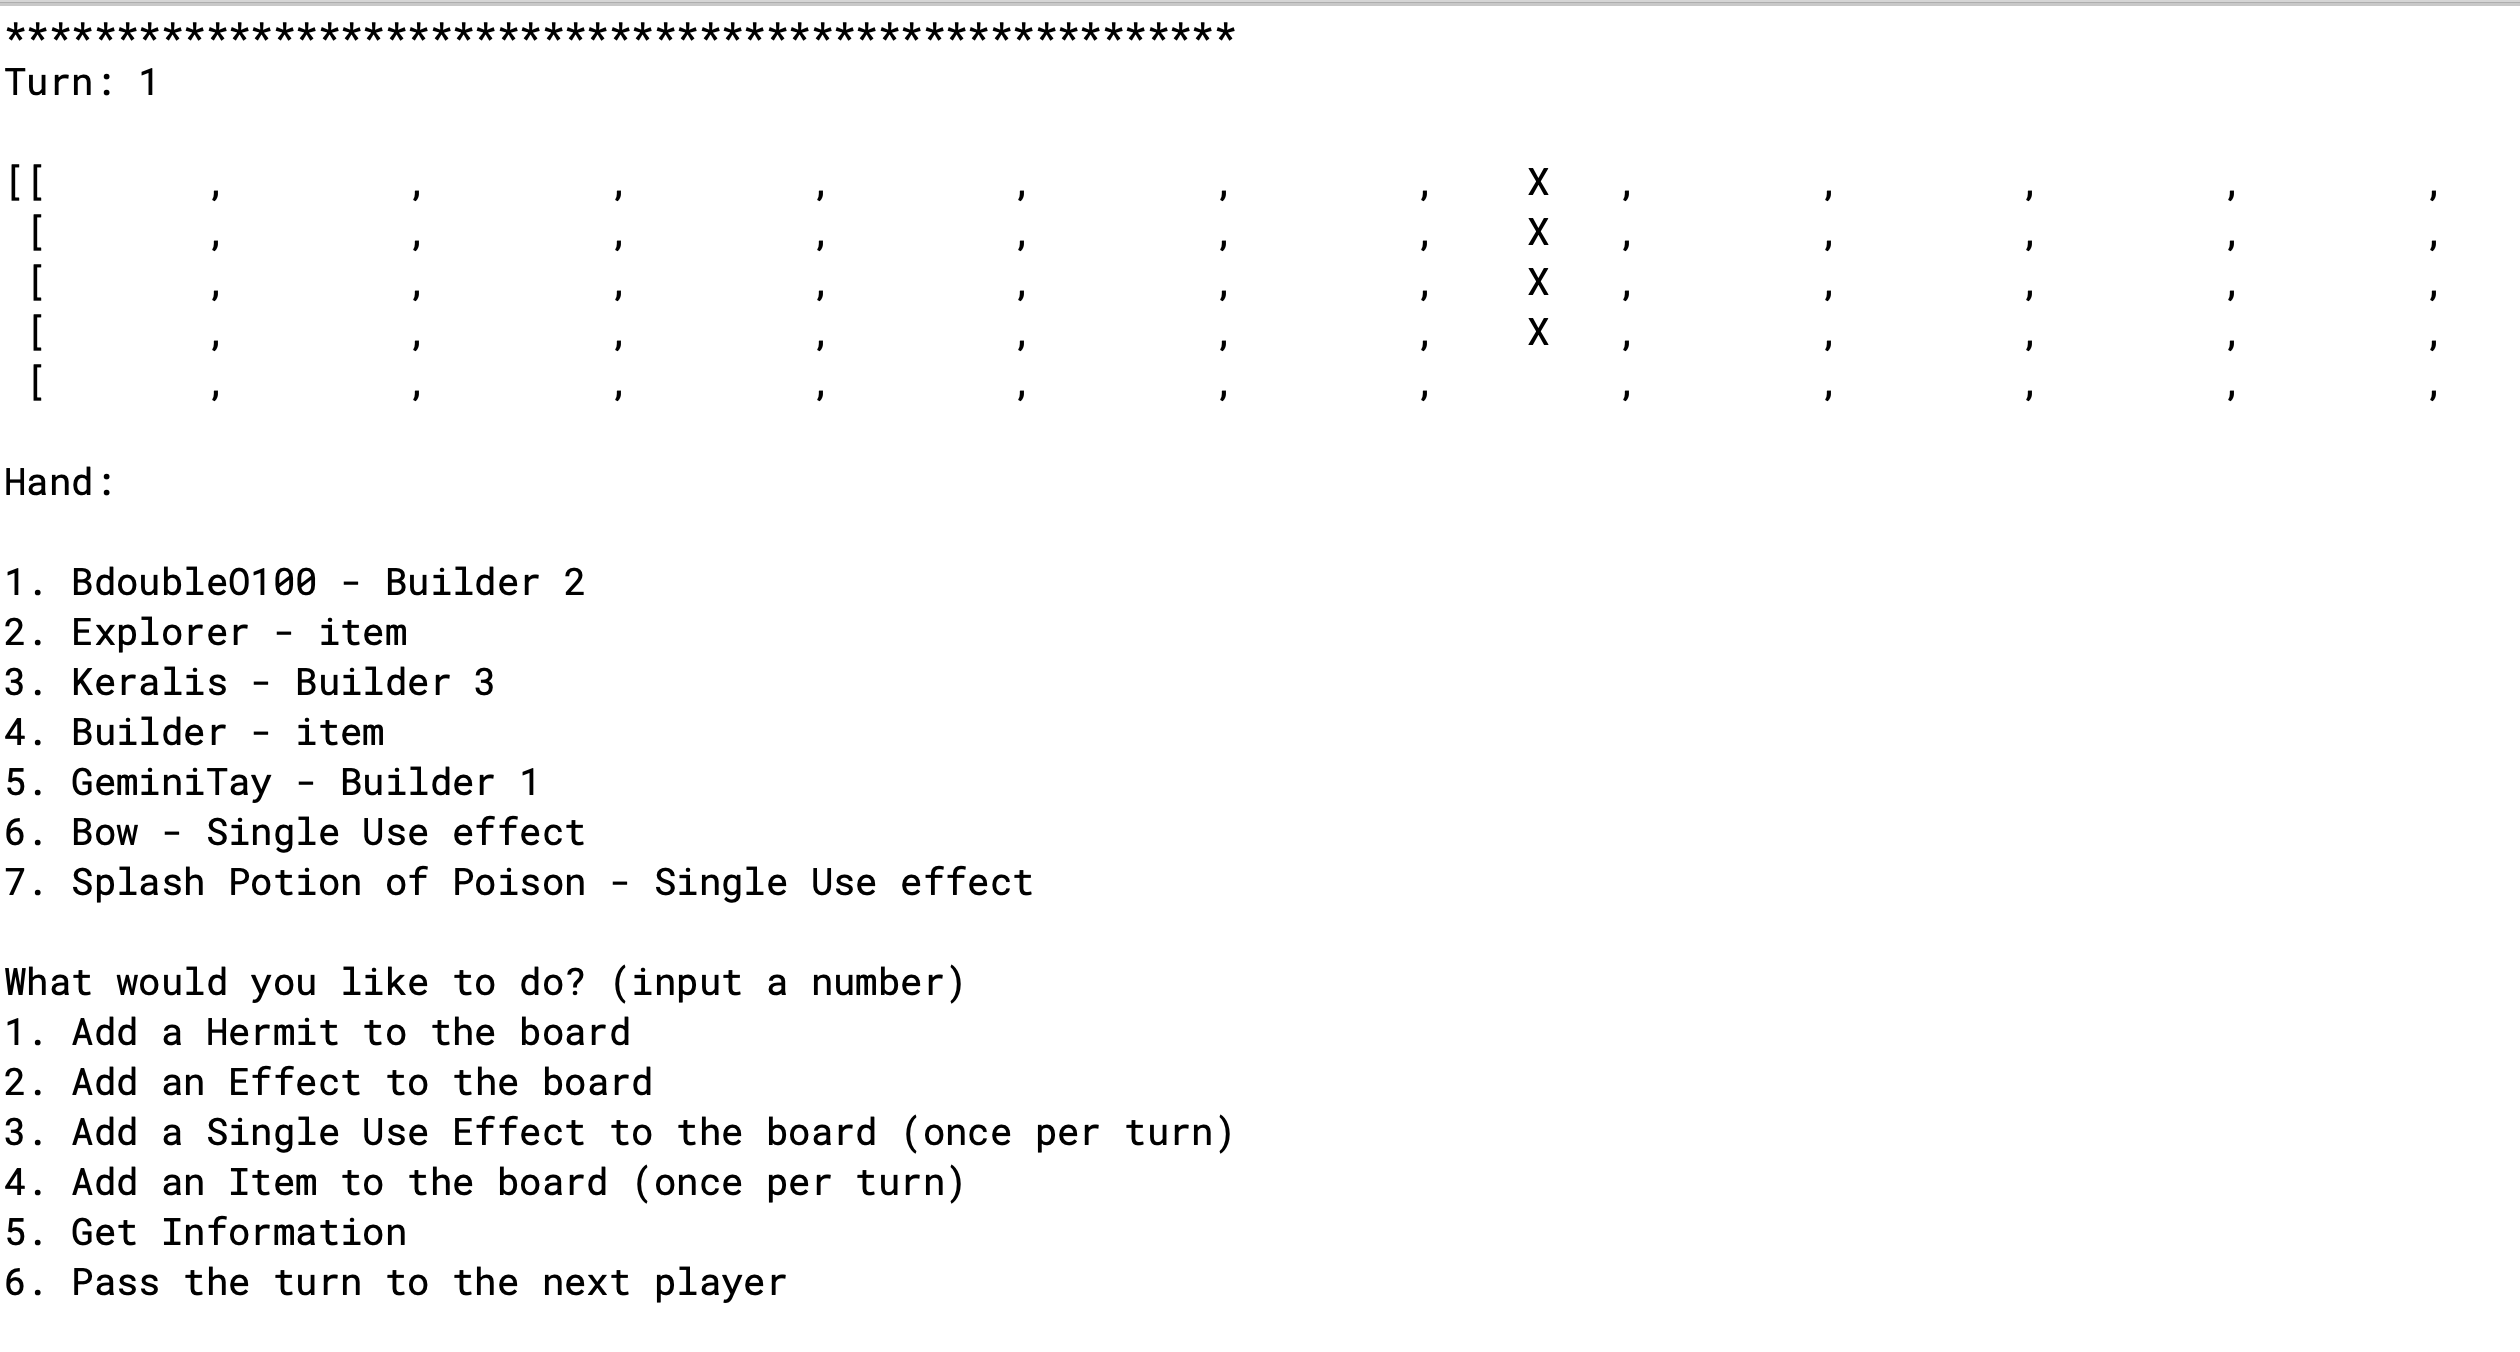 *******************************************************
Turn: 1
[[       ,        ,        ,        ,        ,        ,        ,    X   ,        ,        ,        ,        ,
 [       ,        ,        ,        ,        ,        ,        ,    X   ,        ,        ,        ,        ,
 [       ,        ,        ,        ,        ,        ,        ,    X   ,        ,        ,        ,        ,
 [       ,        ,        ,        ,        ,        ,        ,    X   ,        ,        ,        ,        ,
 [       ,        ,        ,        ,        ,        ,        ,        ,        ,        ,        ,        ,
Hand:
1. BdoubleO100 - Builder 2
2. Explorer - item
3. Keralis - Builder 3
4. Builder - item
5. GeminiTay - Builder 1
6. Bow - Single Use effect
7. Splash Potion of Poison - Single Use effect
What would you like to do? (input a number)
1. Add a Hermit to the board
2. Add an Effect to the board
3. Add a Single Use Effect to the board (once per turn)
4. Add an Item to the board (once per turn)
5. Get Information
6. Pass the turn to the next player